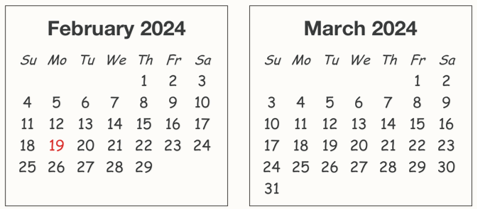 February 2024
Su Mo Tu We Th Fr Sa
1 2 3
4 5 6 7 8 9 10
11 12 13 14 15 16 17
18 19 20 21 22 23 24
25 26 27 28 29
March 2024
Su Mo Tu We Th Fr Sa
1 2
3 4 5 6 7 8 9
10 11 12 13 14 15 16
17 18 19 20 21 22 23
24 25 26 27 28 29 30
31